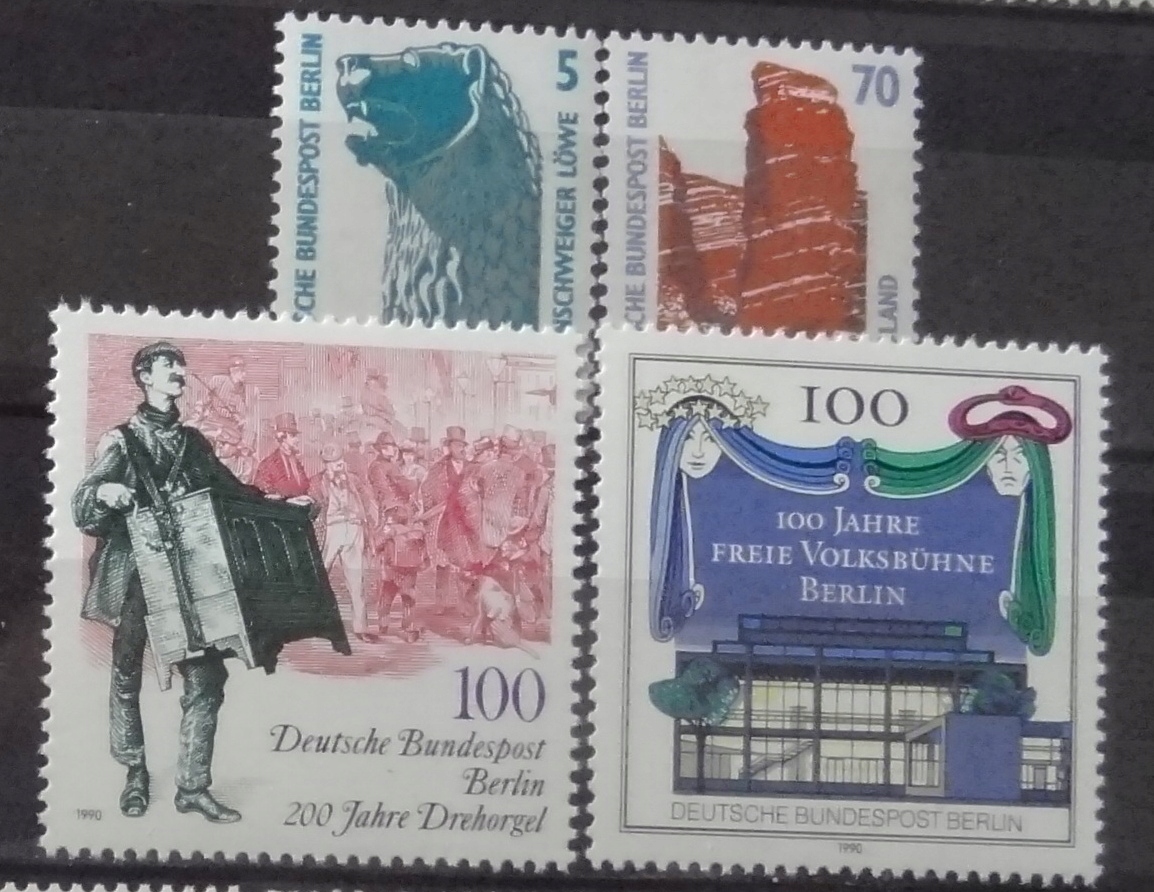 CHE BUNDESPOST BERLIN
5
LÖWE
CHE BUNDESPOST BERLIN
70
LAND
100
Deutsche Bundespost
Berlin
200 Jahre Drehorgel
1990
100
100 JAHRE
FREIE VOLKSBÜHNE
BERLIN
DEUTSCHE BUNDESPOST BERLIN
1990